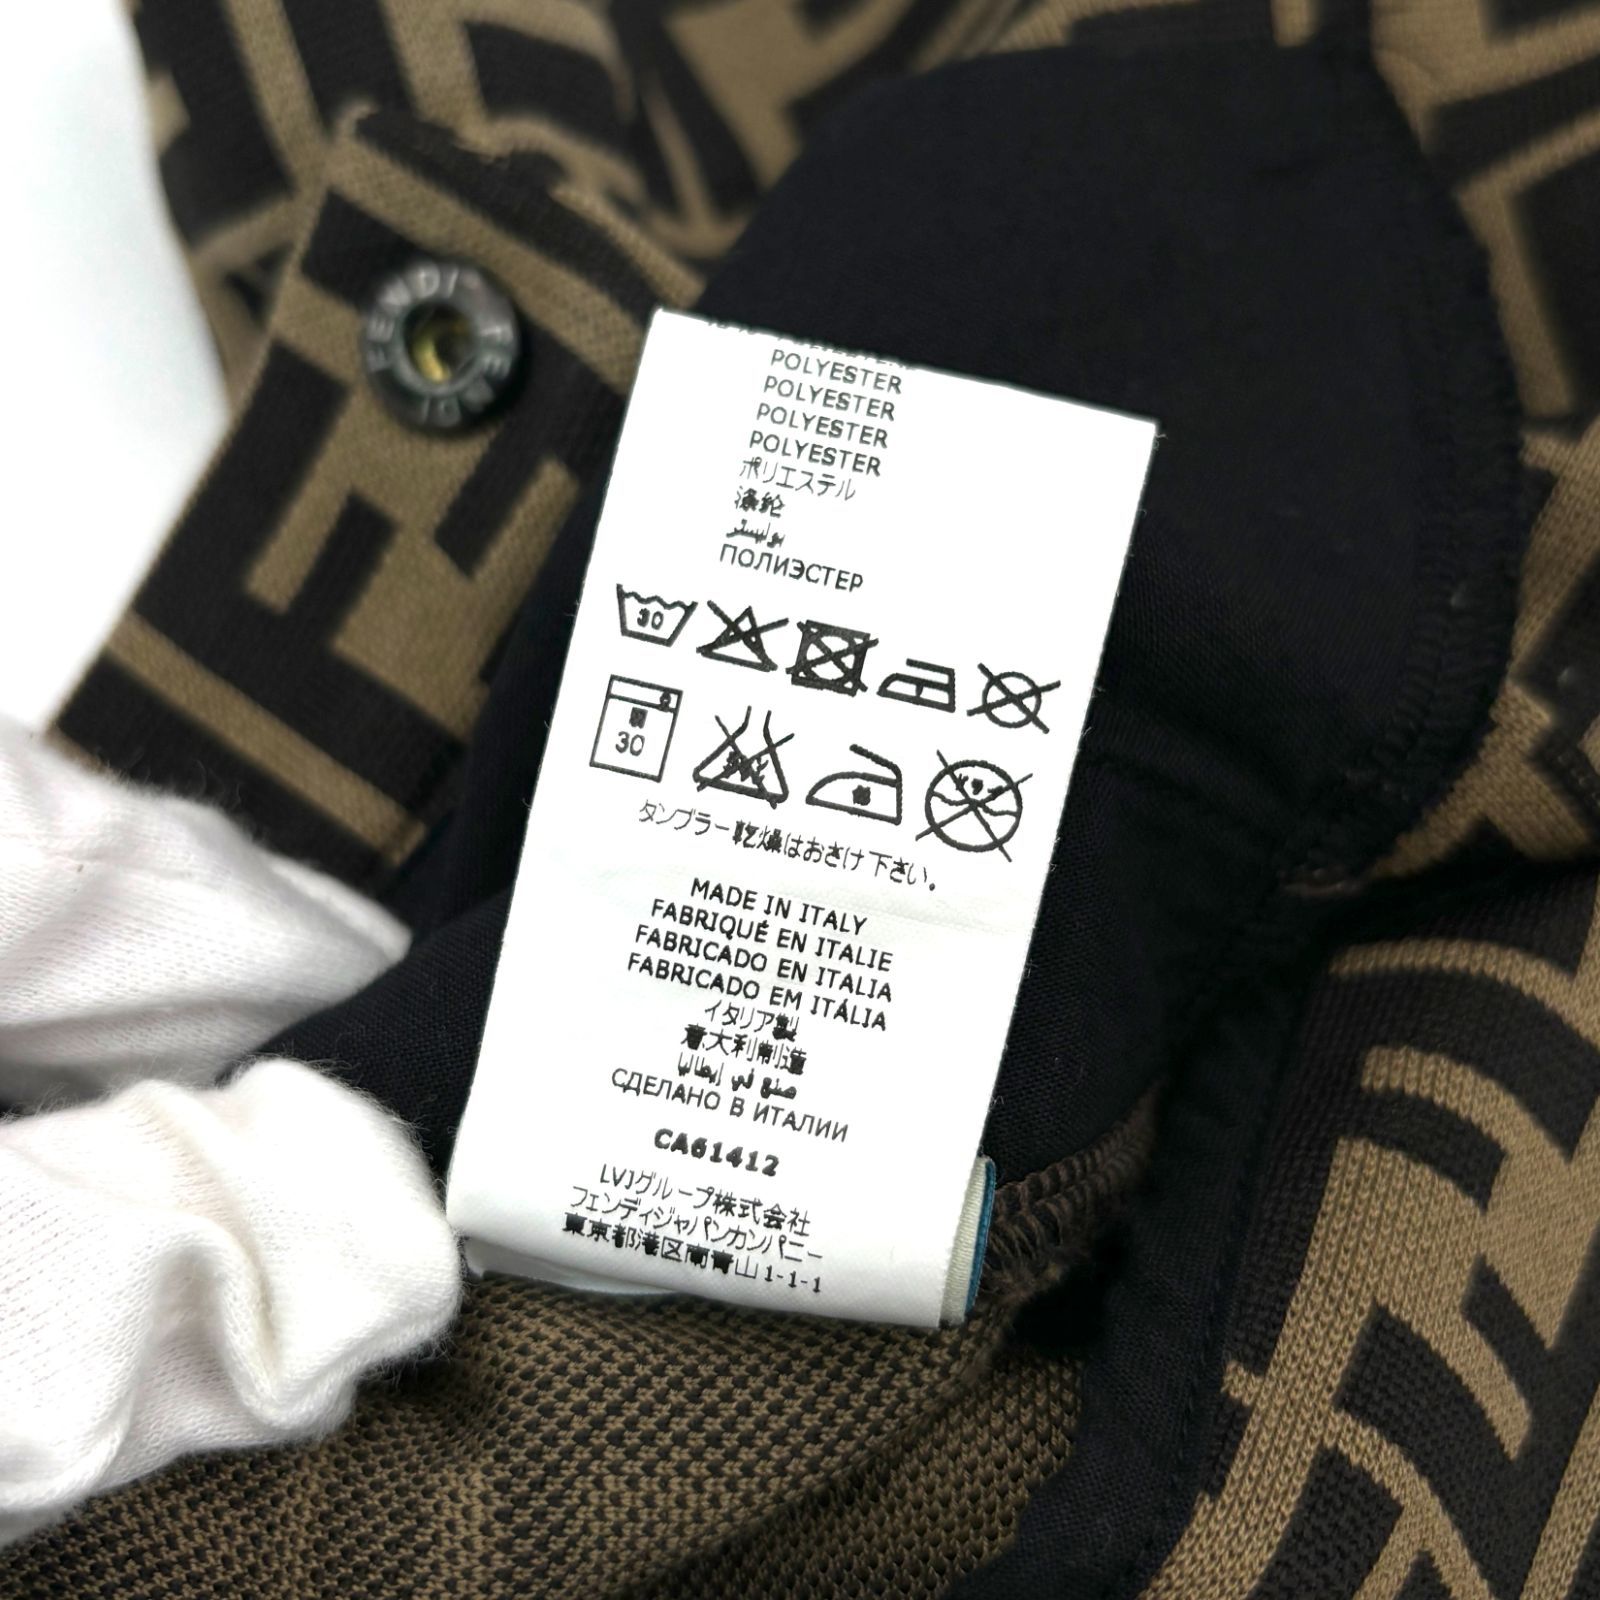 FENDI FENDI
POLYESTER
POLYESTER
POLYESTER
POLYESTER
ポリエステル
涤纶
بوليستر
ПОЛИЭСТЕР
30
30
タンブラー乾燥はおさけ下さい。
MADE IN ITALY
FABRIQUÉ EN ITALIE
FABRICADO EN ITALIA
FABRICADO EM ITÁLIA
イタリア製
意大利制造
صنع في إيطاليا
СДЕЛАНО В ИТАЛИИ
CA61412
LVJグループ株式会社
フェンディジャパンカンパニー
東京都港区南青山1-1-1